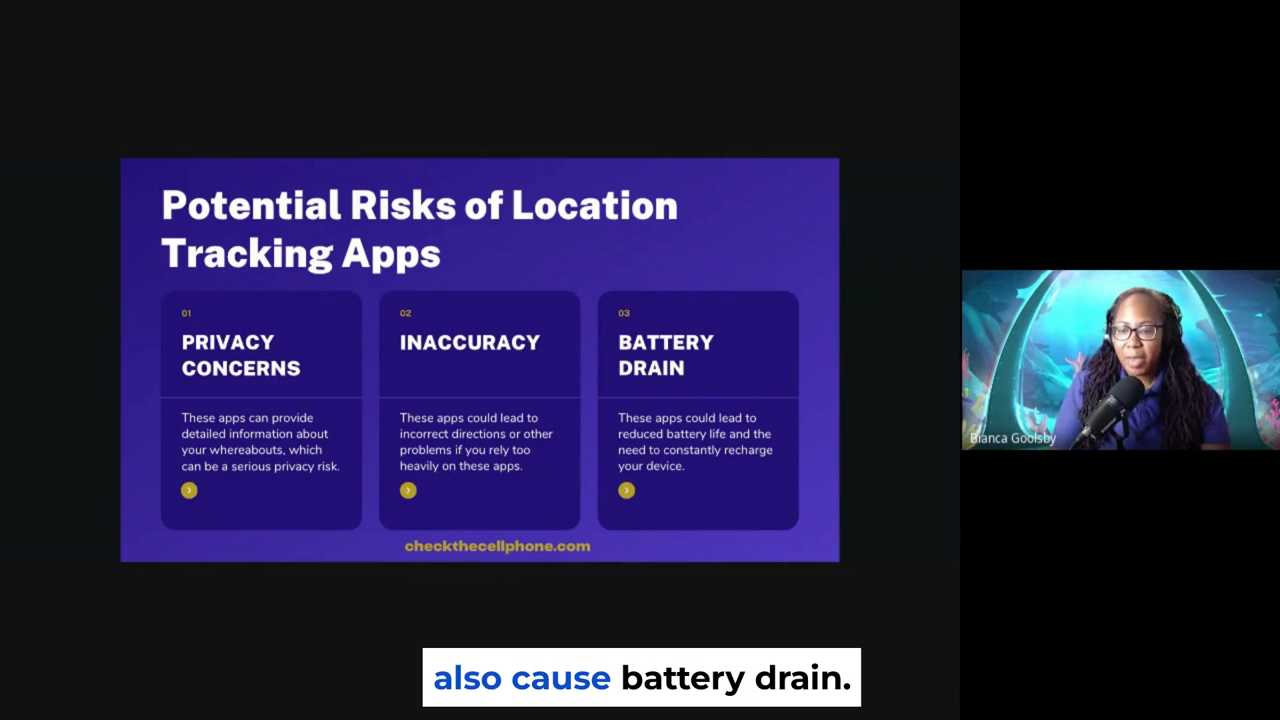 Potential Risks of Location
Tracking Apps
01
PRIVACY
CONCERNS
These apps can provide
detailed information about
your whereabouts, which
can be a serious privacy risk.
02
INACCURACY
These apps could lead to
incorrect directions or other
problems if you rely too
heavily on these apps.
03
BATTERY
DRAIN
These apps could lead to
reduced battery life and the
need to constantly recharge
your device.
checkthecellphone.com
Bianca Goolsby
also cause battery drain.